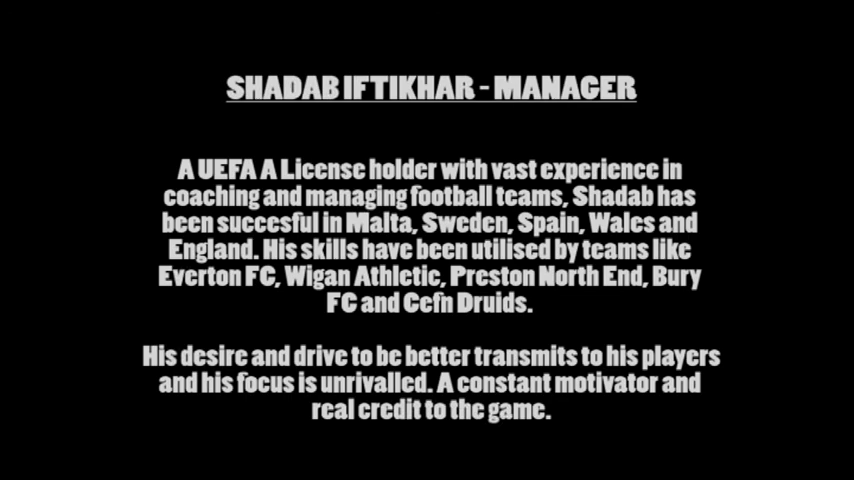 SHADAB IFTIKHAR - MANAGER
A UEFA A License holder with vast experience in
coaching and managing football teams, Shadab has
been succesful in Malta, Sweden, Spain, Wales and
England. His skills have been utilised by teams like
Everton FC, Wigan Athletic, Preston North End, Bury
FC and Cefn Druids.
His desire and drive to be better transmits to his players
and his focus is unrivalled. A constant motivator and
real credit to the game.